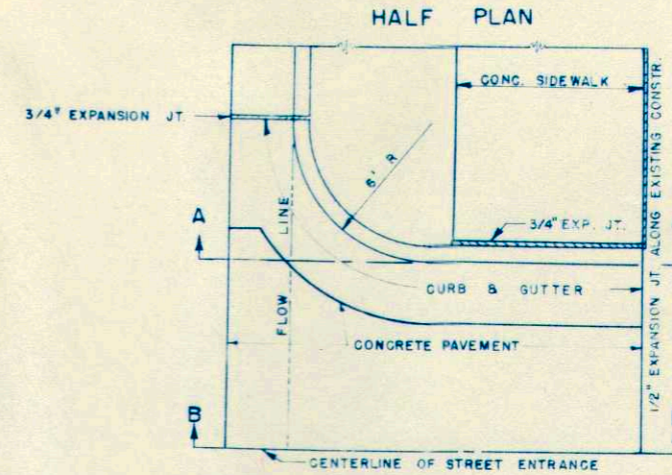 HALF PLAN
CONC. SIDEWALK
3/4" EXPANSION JT.
6' R
3/4" EXP. JT.
1/2" EXPANSION JT. ALONG EXISTING CONSTR.
A
FLOW LINE
CURB & GUTTER
CONCRETE PAVEMENT
B
CENTERLINE OF STREET ENTRANCE